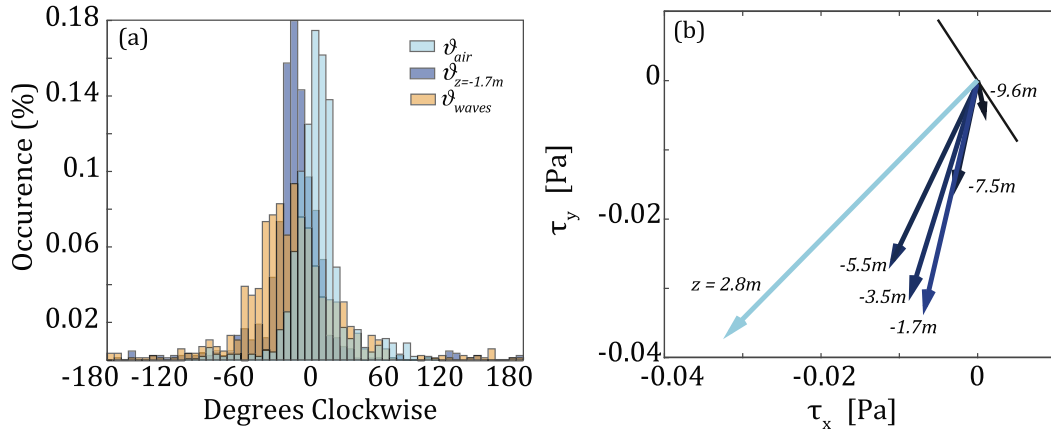 (a)
0.18
0.14
0.1
0.06
0.02
Occurence (%)
ϑair
ϑz=-1.7m
ϑwaves
-180 -120 -60 0 60 120 180
Degrees Clockwise
(b)
0
-0.02
-0.04
τy [Pa]
-9.6m
-7.5m
-5.5m
z = 2.8m
-3.5m
-1.7m
-0.04 -0.02 0
τx [Pa]